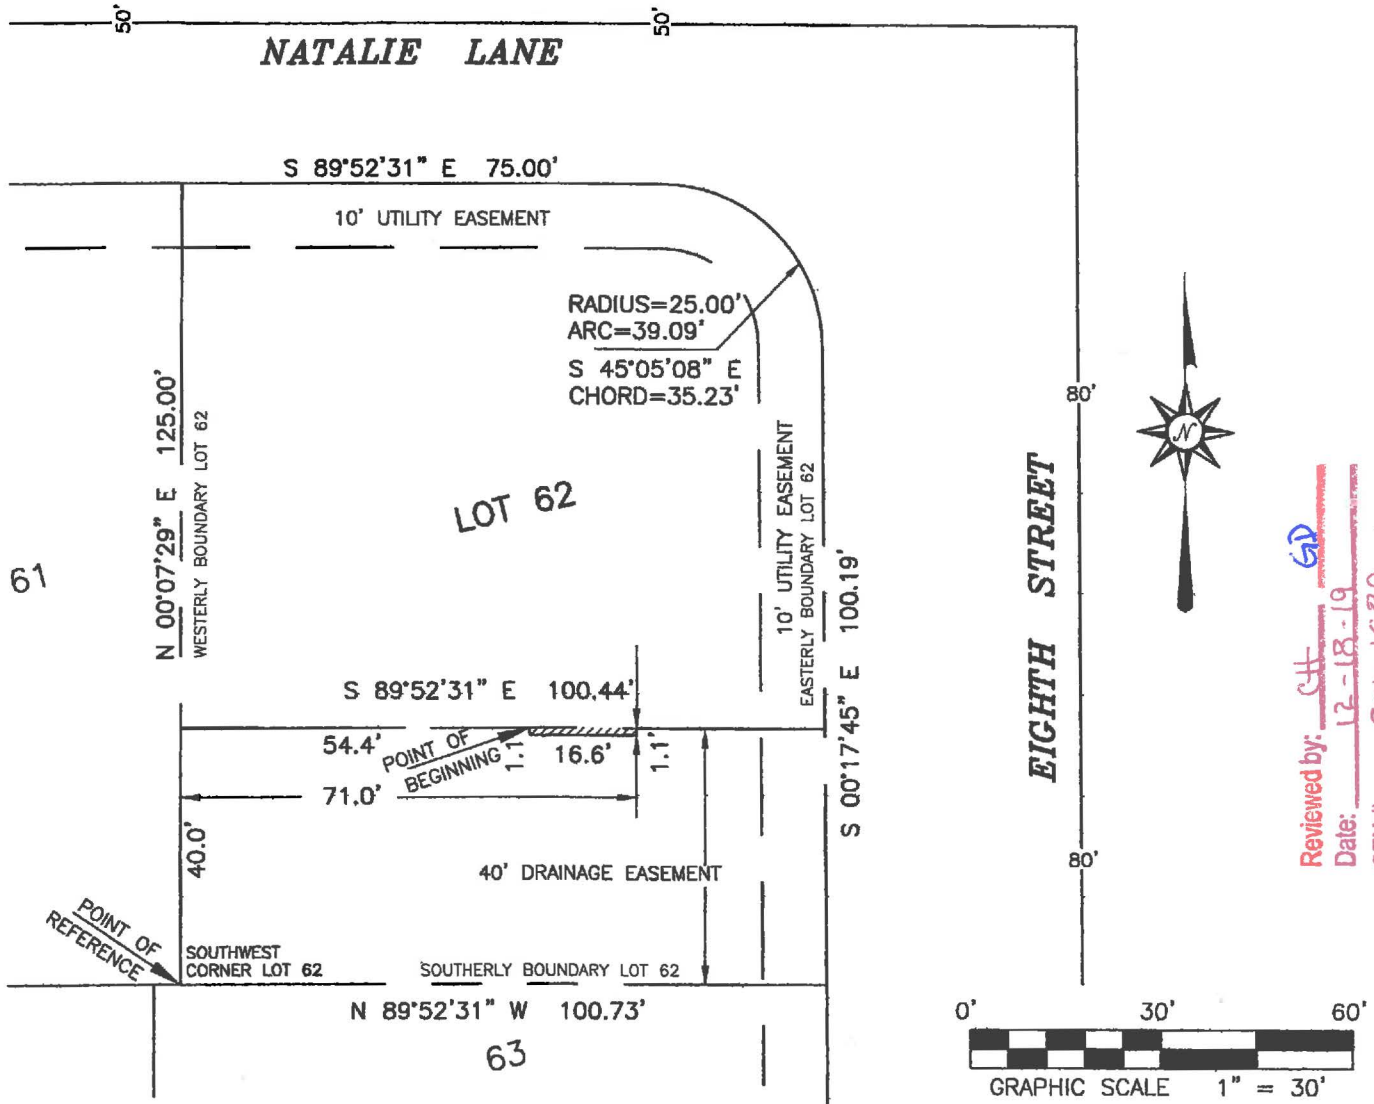 50'
50'
NATALIE LANE
S 89°52'31" E 75.00'
10' UTILITY EASEMENT
RADIUS=25.00'
ARC=39.09'
S 45°05'08" E
CHORD=35.23'
80'
N 00°07'29" E 125.00'
WESTERLY BOUNDARY LOT 62
LOT 62
61
10' UTILITY EASEMENT
EASTERLY BOUNDARY LOT 62
S 00°17'45" E 100.19'
EIGHTH STREET
N
S 89°52'31" E 100.44'
54.4'
POINT OF
BEGINNING
1.1'
16.6'
1.1'
71.0'
40.0'
40' DRAINAGE EASEMENT
80'
POINT OF
REFERENCE
SOUTHWEST
CORNER LOT 62
SOUTHERLY BOUNDARY LOT 62
N 89°52'31" W 100.73'
63
0' 30' 60'
GRAPHIC SCALE 1" = 30'
Reviewed by: CH GD
Date: 12-18-19